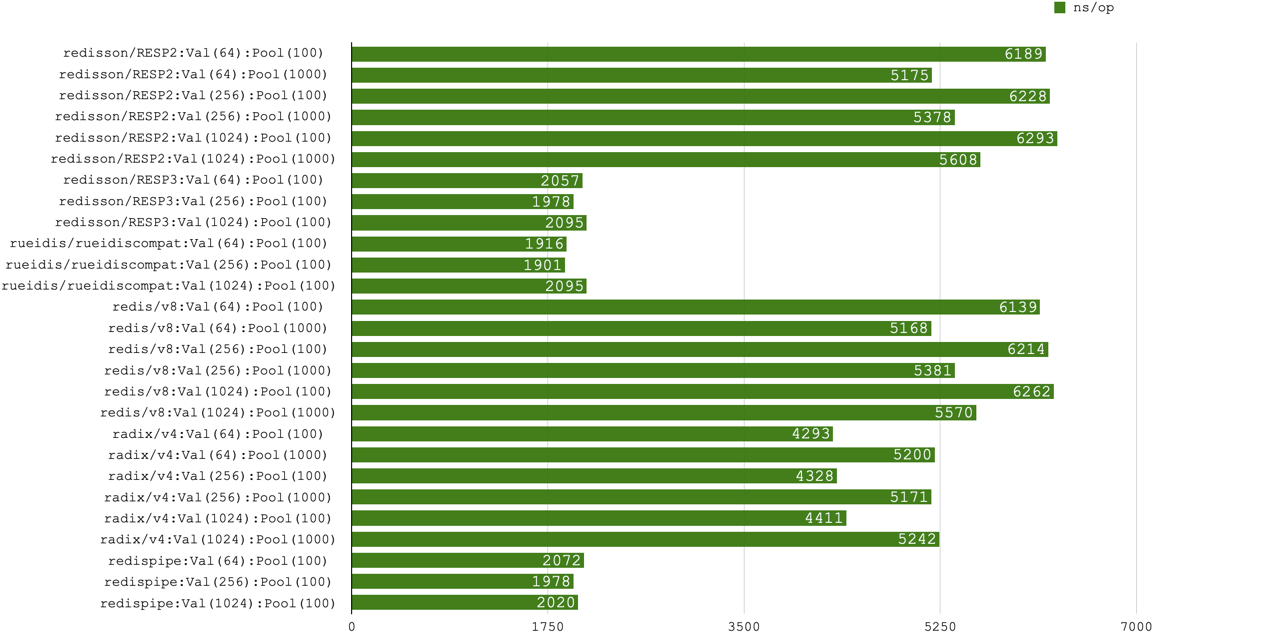 ns/op
redisson/RESP2:Val(64):Pool(100) 6189
redisson/RESP2:Val(64):Pool(1000) 5175
redisson/RESP2:Val(256):Pool(100) 6228
redisson/RESP2:Val(256):Pool(1000) 5378
redisson/RESP2:Val(1024):Pool(100) 6293
redisson/RESP2:Val(1024):Pool(1000) 5608
redisson/RESP3:Val(64):Pool(100) 2057
redisson/RESP3:Val(256):Pool(100) 1978
redisson/RESP3:Val(1024):Pool(100) 2095
rueidis/rueidiscompat:Val(64):Pool(100) 1916
rueidis/rueidiscompat:Val(256):Pool(100) 1901
rueidis/rueidiscompat:Val(1024):Pool(100) 2095
redis/v8:Val(64):Pool(100) 6139
redis/v8:Val(64):Pool(1000) 5168
redis/v8:Val(256):Pool(100) 6214
redis/v8:Val(256):Pool(1000) 5381
redis/v8:Val(1024):Pool(100) 6262
redis/v8:Val(1024):Pool(1000) 5570
radix/v4:Val(64):Pool(100) 4293
radix/v4:Val(64):Pool(1000) 5200
radix/v4:Val(256):Pool(100) 4328
radix/v4:Val(256):Pool(1000) 5171
radix/v4:Val(1024):Pool(100) 4411
radix/v4:Val(1024):Pool(1000) 5242
redispipe:Val(64):Pool(100) 2072
redispipe:Val(256):Pool(100) 1978
redispipe:Val(1024):Pool(100) 2020
0 1750 3500 5250 7000